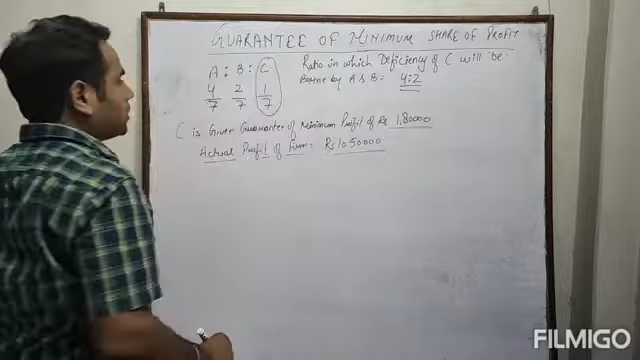 GUARANTEE OF MINIMUM SHARE OF PROFIT
A : B : C
4/7 2/7 1/7
Ratio in which Deficiency of C will be
Borne by A & B = 4:2
C is Given Guarantee of Minimum Profit of Rs 1,80000
Actual Profit of Firm = Rs 10,50000
FILMIGO